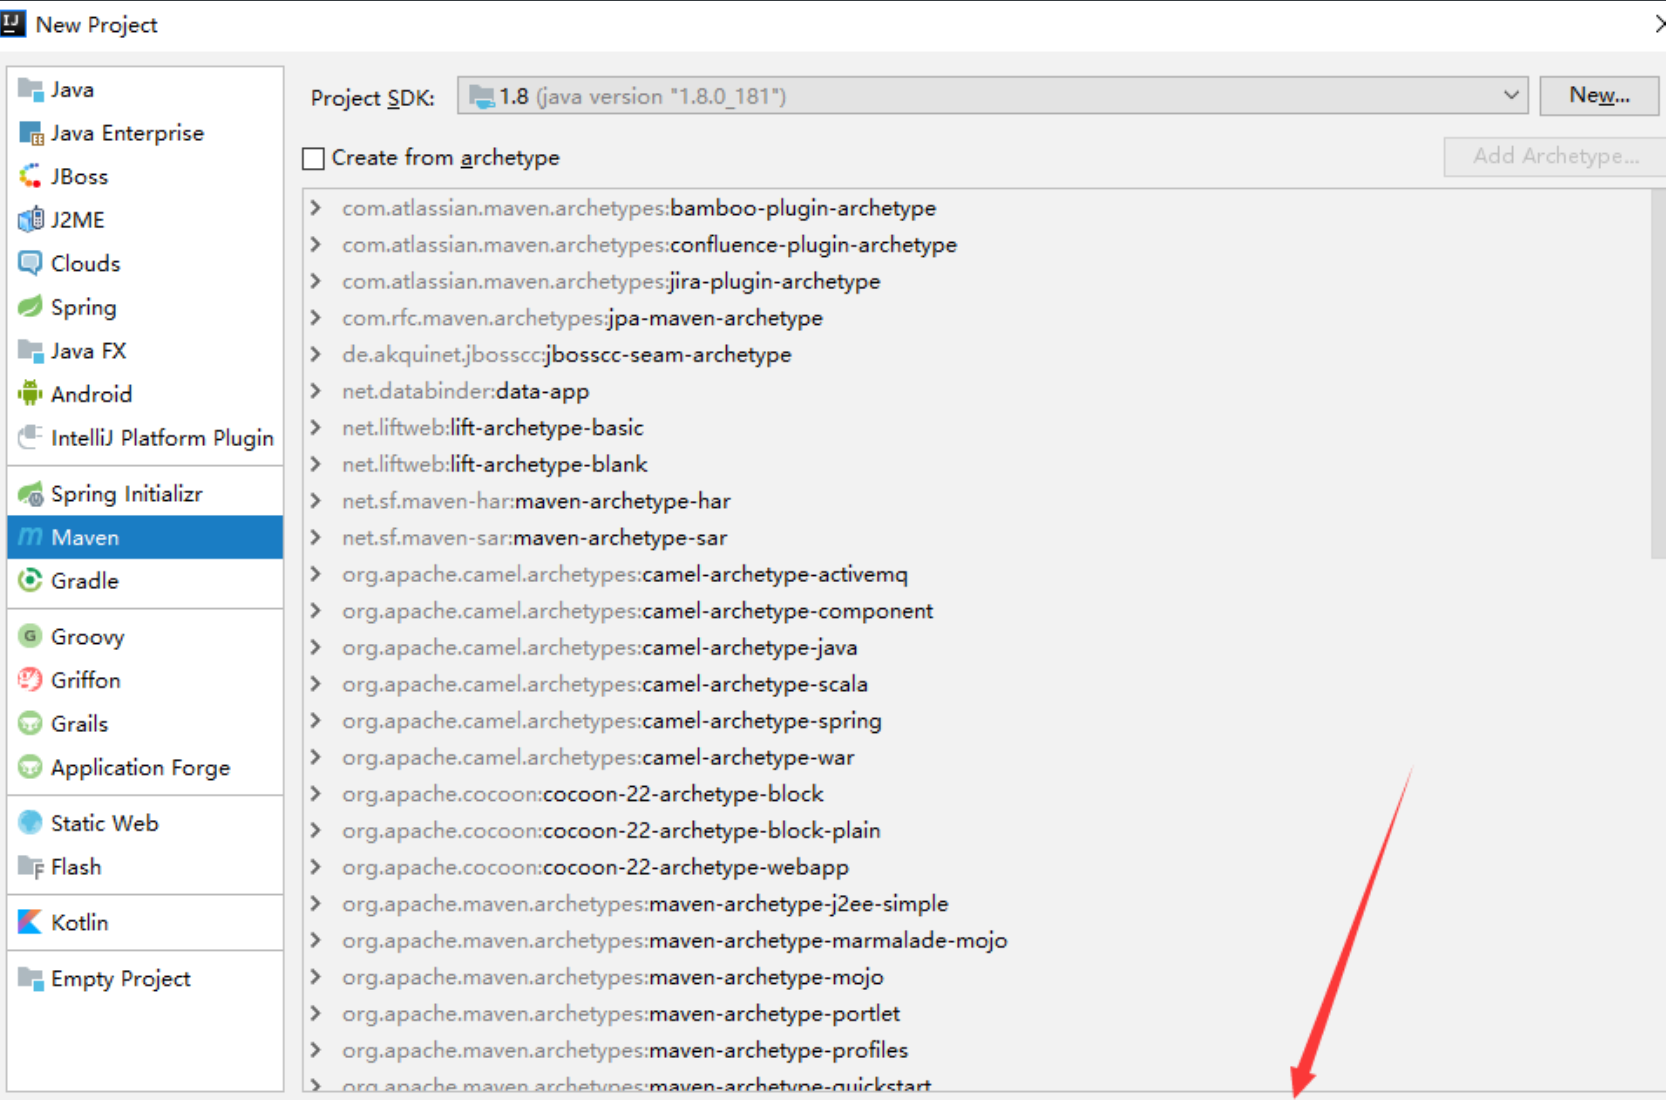 New Project
Java
Java Enterprise
JBoss
J2ME
Clouds
Spring
Java FX
Android
IntelliJ Platform Plugin
Spring Initializr
Maven
Gradle
Groovy
Griffon
Grails
Application Forge
Static Web
Flash
Kotlin
Empty Project
Project SDK: 1.8 (java version "1.8.0_181") New...
Create from archetype Add Archetype...
com.atlassian.maven.archetypes:bamboo-plugin-archetype
com.atlassian.maven.archetypes:confluence-plugin-archetype
com.atlassian.maven.archetypes:jira-plugin-archetype
com.rfc.maven.archetypes:jpa-maven-archetype
de.akquinet.jbosscc:jbosscc-seam-archetype
net.databinder:data-app
net.liftweb:lift-archetype-basic
net.liftweb:lift-archetype-blank
net.sf.maven-har:maven-archetype-har
net.sf.maven-sar:maven-archetype-sar
org.apache.camel.archetypes:camel-archetype-activemq
org.apache.camel.archetypes:camel-archetype-component
org.apache.camel.archetypes:camel-archetype-java
org.apache.camel.archetypes:camel-archetype-scala
org.apache.camel.archetypes:camel-archetype-spring
org.apache.camel.archetypes:camel-archetype-war
org.apache.cocoon:cocoon-22-archetype-block
org.apache.cocoon:cocoon-22-archetype-block-plain
org.apache.cocoon:cocoon-22-archetype-webapp
org.apache.maven.archetypes:maven-archetype-j2ee-simple
org.apache.maven.archetypes:maven-archetype-marmalade-mojo
org.apache.maven.archetypes:maven-archetype-mojo
org.apache.maven.archetypes:maven-archetype-portlet
org.apache.maven.archetypes:maven-archetype-profiles
org.apache.maven.archetypes:maven-archetype-quickstart